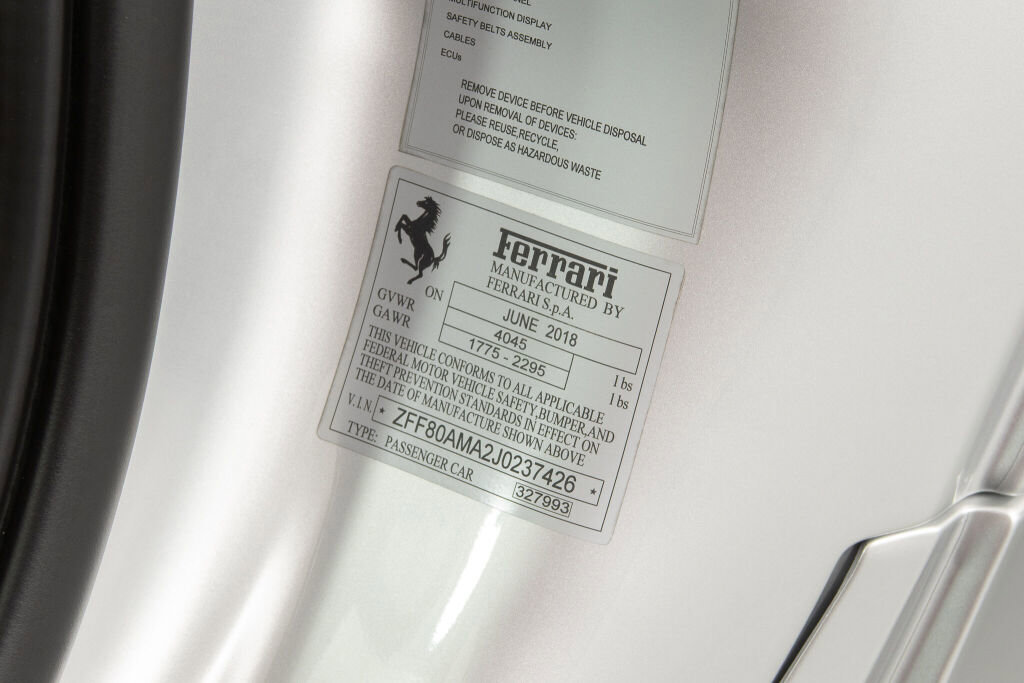 MULTIFUNCTION DISPLAY
SAFETY BELTS ASSEMBLY
CABLES
ECUs
REMOVE DEVICE BEFORE VEHICLE DISPOSAL
UPON REMOVAL OF DEVICES:
PLEASE REUSE,RECYCLE,
OR DISPOSE AS HAZARDOUS WASTE
Ferrari
MANUFACTURED BY
FERRARI S.p.A.
ON JUNE 2018
GVWR 4045 lbs
GAWR 1775 - 2295 lbs
THIS VEHICLE CONFORMS TO ALL APPLICABLE
FEDERAL MOTOR VEHICLE SAFETY,BUMPER,AND
THEFT PREVENTION STANDARDS IN EFFECT ON
THE DATE OF MANUFACTURE SHOWN ABOVE
V.I.N. * ZFF80AMA2J0237426 *
TYPE: PASSENGER CAR 327993